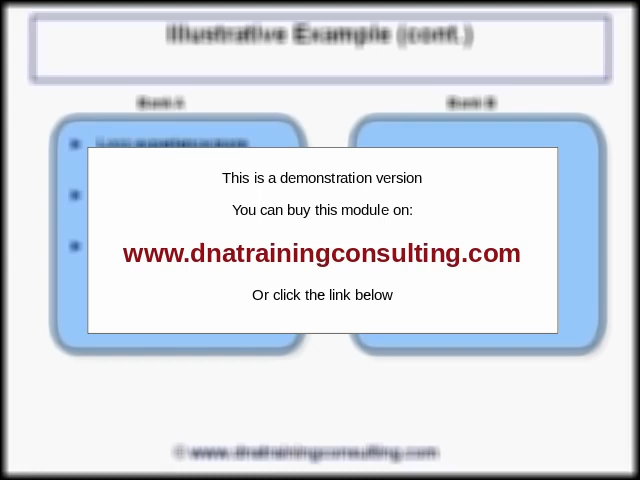 Illustrative Example (cont.)
Bank A
Bank B
This is a demonstration version
You can buy this module on:
www.dnatrainingconsulting.com
Or click the link below
© www.dnatrainingconsulting.com